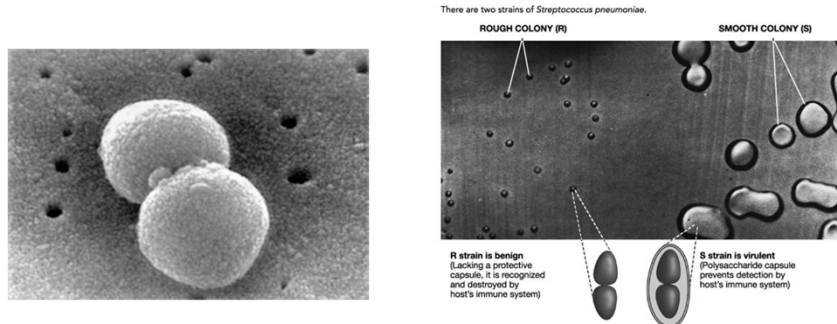 There are two strains of Streptococcus pneumoniae.
ROUGH COLONY (R)
SMOOTH COLONY (S)
R strain is benign
(Lacking a protective
capsule, it is recognized
and destroyed by
host's immune system)
S strain is virulent
(Polysaccharide capsule
prevents detection by
host's immune system)